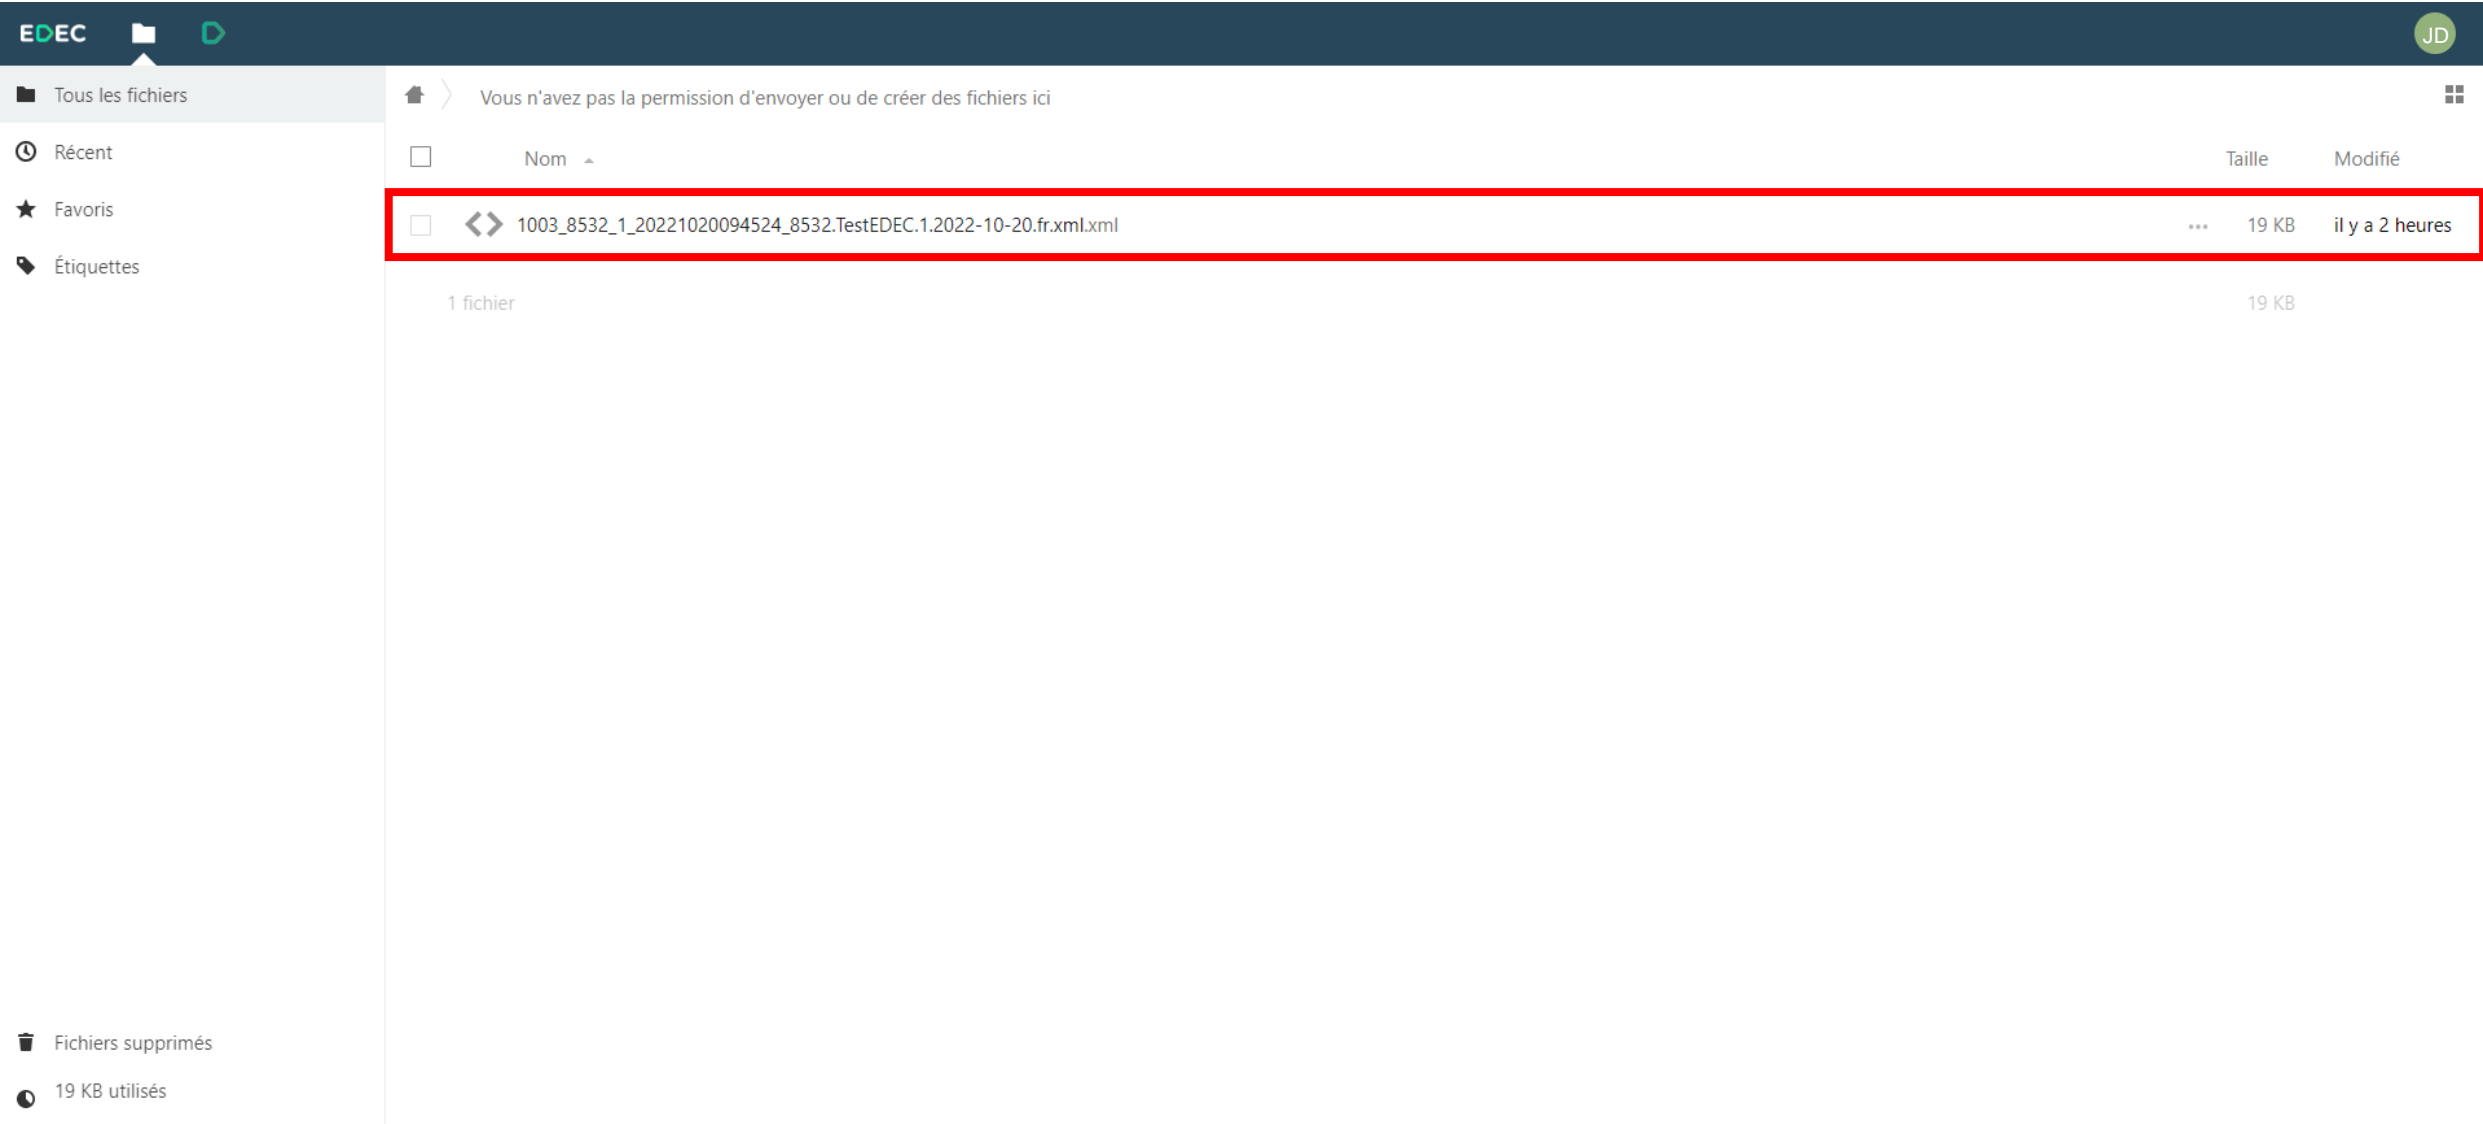 EDEC
JD
Tous les fichiers
Vous n'avez pas la permission d'envoyer ou de créer des fichiers ici
Récent
Nom
Taille
Modifié
Favoris
1003_8532_1_20221020094524_8532.TestEDEC.1.2022-10-20.fr.xml.xml
19 KB
il y a 2 heures
Étiquettes
1 fichier
19 KB
Fichiers supprimés
19 KB utilisés